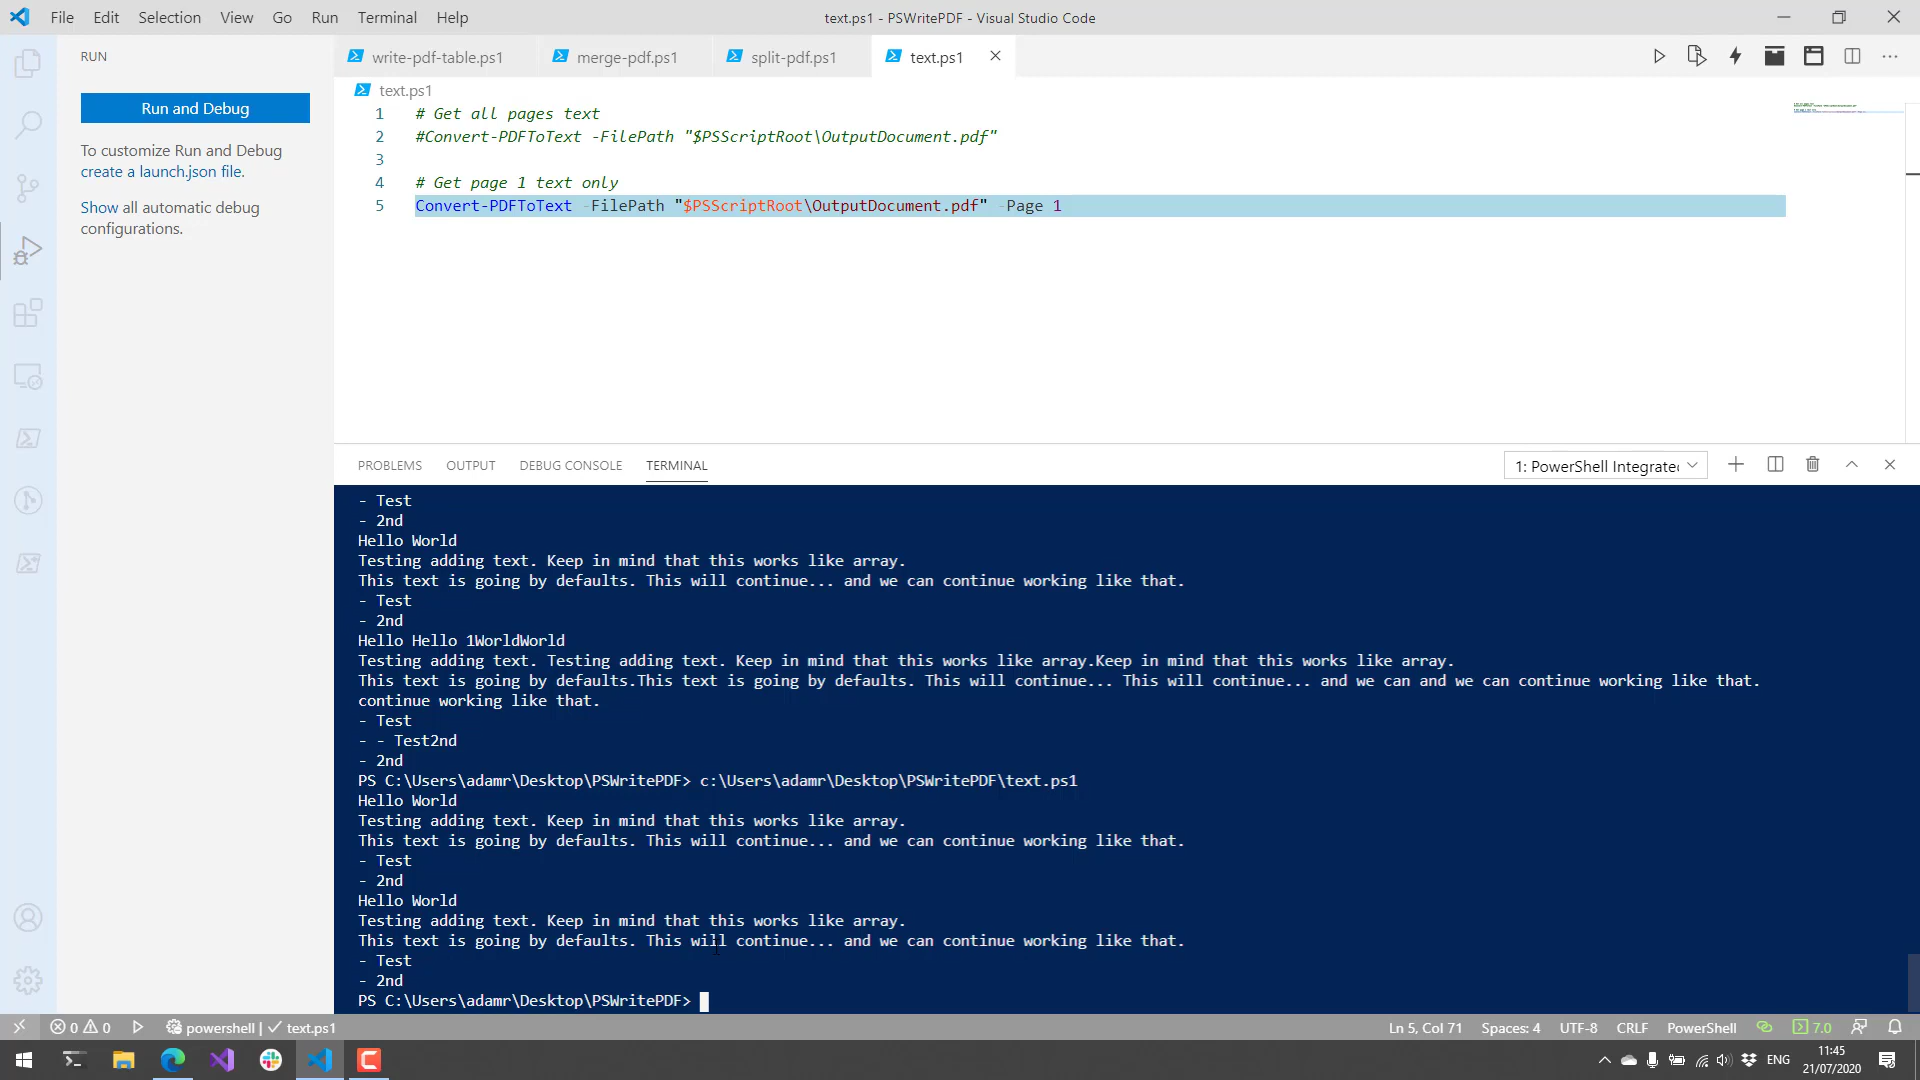 File Edit Selection View Go Run Terminal Help
text.ps1 - PSWritePDF - Visual Studio Code
RUN
write-pdf-table.ps1
merge-pdf.ps1
split-pdf.ps1
text.ps1
Run and Debug
To customize Run and Debug
create a launch.json file.
Show all automatic debug
configurations.
text.ps1
1 # Get all pages text
2 #Convert-PDFToText -FilePath "$PSScriptRoot\OutputDocument.pdf"
3
4 # Get page 1 text only
5 Convert-PDFToText -FilePath "$PSScriptRoot\OutputDocument.pdf" -Page 1
PROBLEMS OUTPUT DEBUG CONSOLE TERMINAL
1: PowerShell Integrate
- Test
- 2nd
Hello World
Testing adding text. Keep in mind that this works like array.
This text is going by defaults. This will continue... and we can continue working like that.
- Test
- 2nd
Hello Hello 1WorldWorld
Testing adding text. Testing adding text. Keep in mind that this works like array.Keep in mind that this works like array.
This text is going by defaults.This text is going by defaults. This will continue... This will continue... and we can and we can continue working like that.
continue working like that.
- Test
- - Test2nd
- 2nd
PS C:\Users\adamr\Desktop\PSWritePDF> c:\Users\adamr\Desktop\PSWritePDF\text.ps1
Hello World
Testing adding text. Keep in mind that this works like array.
This text is going by defaults. This will continue... and we can continue working like that.
- Test
- 2nd
Hello World
Testing adding text. Keep in mind that this works like array.
This text is going by defaults. This will continue... and we can continue working like that.
- Test
- 2nd
PS C:\Users\adamr\Desktop\PSWritePDF>
0 0 powershell | ✓ text.ps1
Ln 5, Col 71 Spaces: 4 UTF-8 CRLF PowerShell 7.0
ENG
11:45
21/07/2020